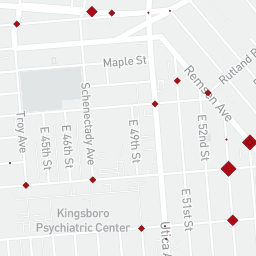 Maple St
Remsen Ave
Rutland R
Troy Ave
E 45th St
E 46th St
Schenectady Ave
E 49th St
E 52nd St
E 51st St
Utica A
Kingsboro
Psychiatric Center